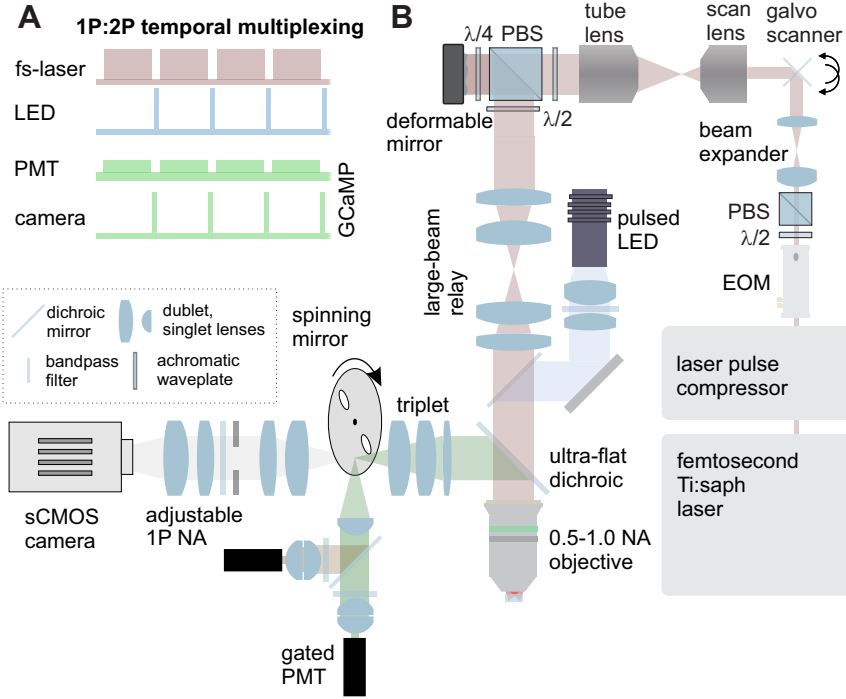 A
1P:2P temporal multiplexing
fs-laser
LED
PMT
camera
GCaMP
dichroic
mirror
dublet,
singlet lenses
bandpass
filter
achromatic
waveplate
B
λ/4 PBS
tube
lens
scan
lens
galvo
scanner
deformable
mirror
λ/2
beam
expander
PBS
λ/2
EOM
pulsed
LED
large-beam
relay
laser pulse
compressor
femtosecond
Ti:saph
laser
spinning
mirror
triplet
ultra-flat
dichroic
0.5-1.0 NA
objective
sCMOS
camera
adjustable
1P NA
gated
PMT